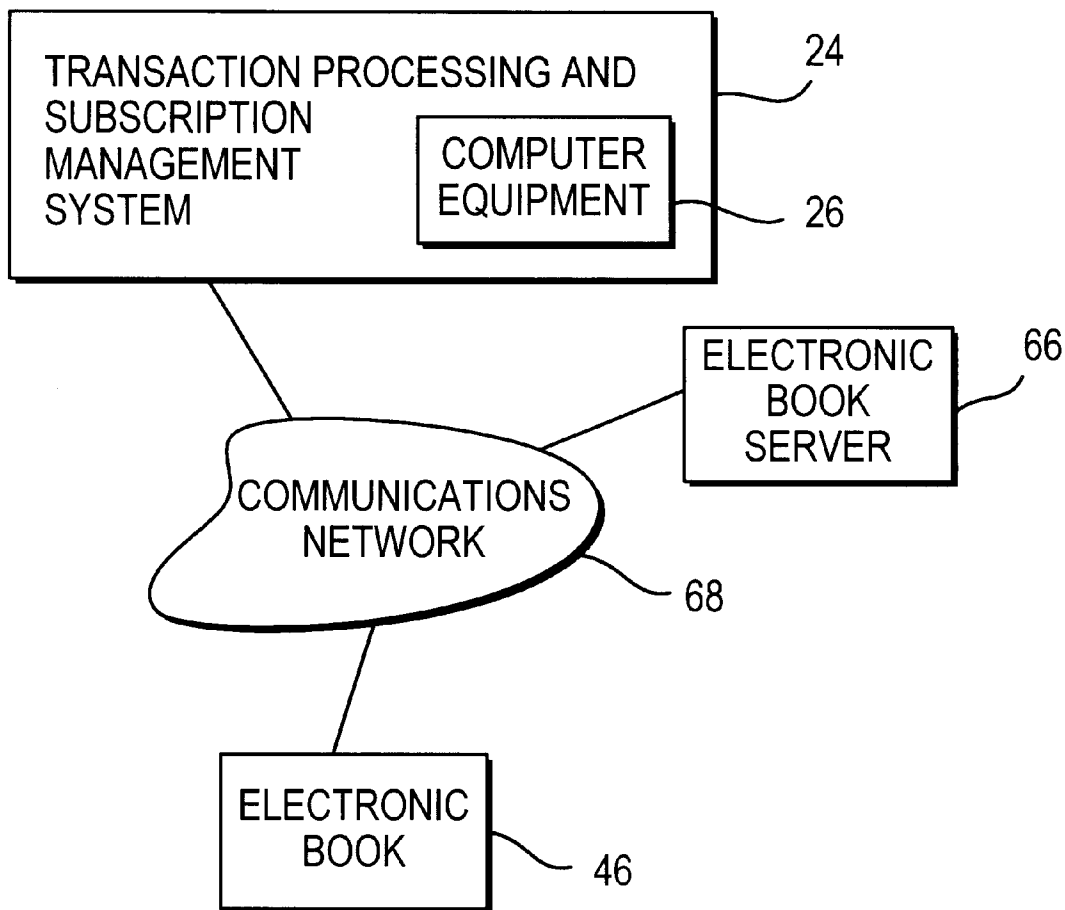 TRANSACTION PROCESSING AND
SUBSCRIPTION
MANAGEMENT
SYSTEM
COMPUTER
EQUIPMENT
24
26
ELECTRONIC
BOOK
SERVER
66
COMMUNICATIONS
NETWORK
68
ELECTRONIC
BOOK
46